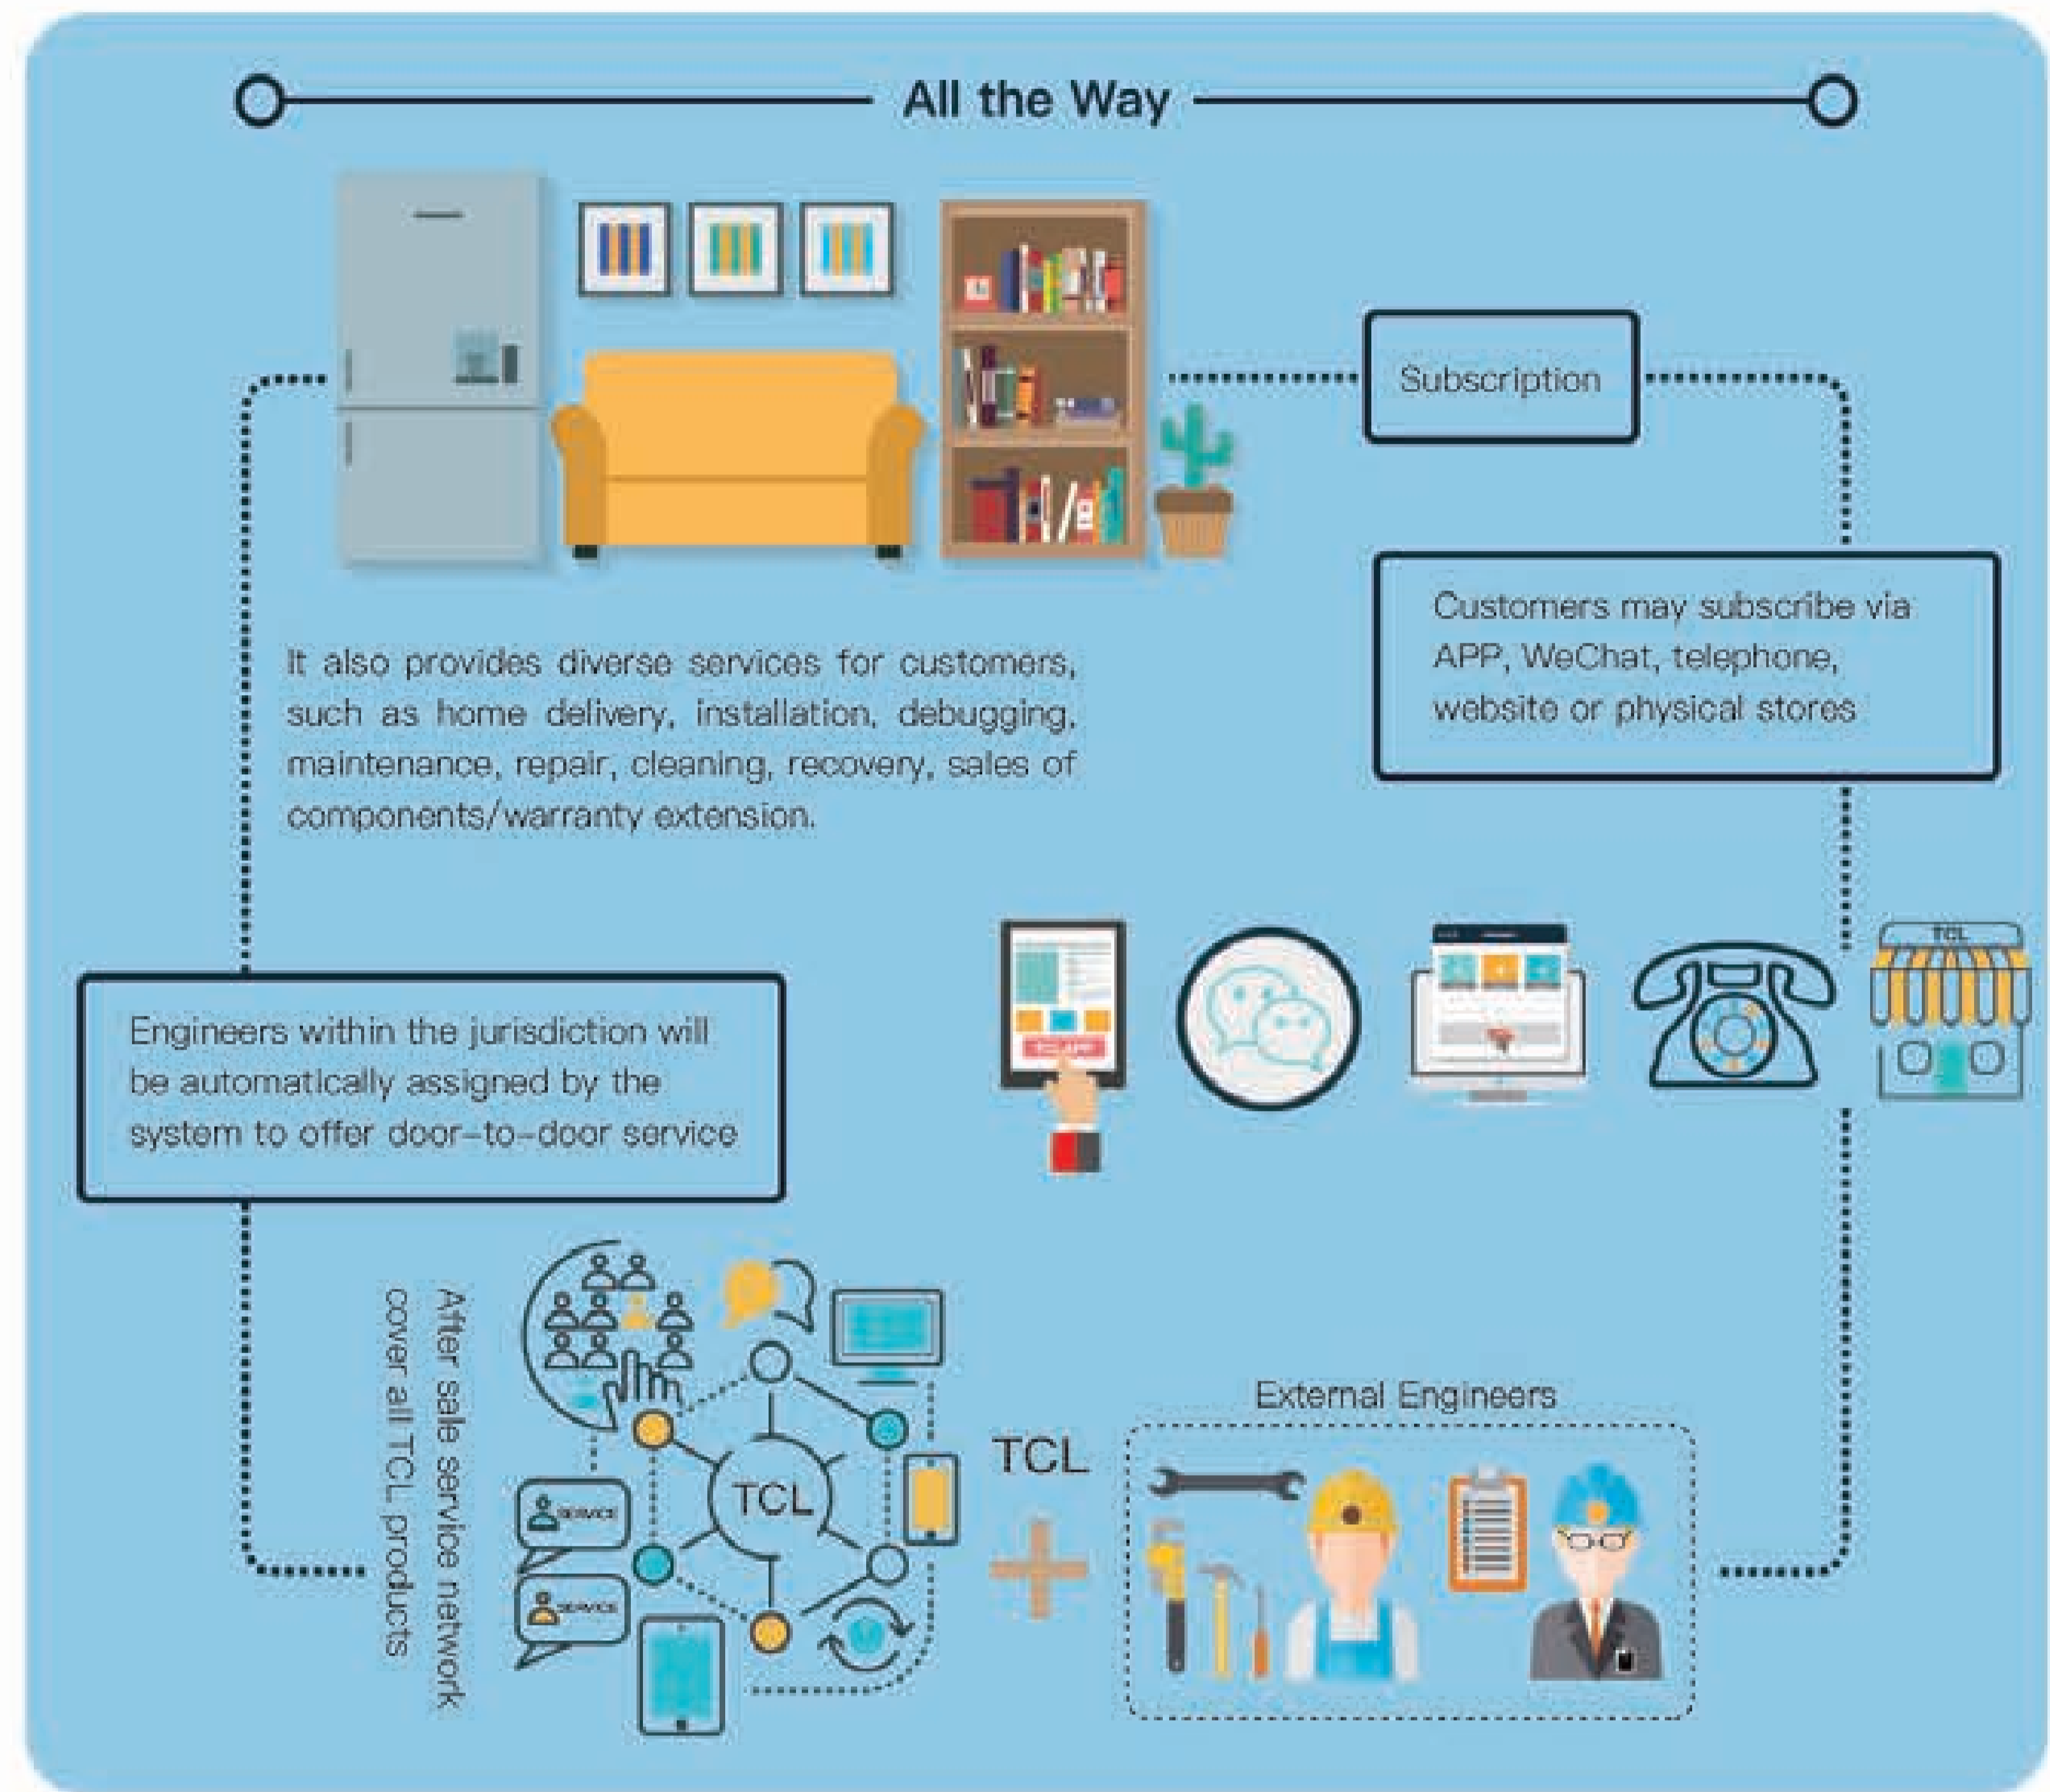 All the Way
Subscription
Customers may subscribe via
APP, WeChat, telephone,
website or physical stores
It also provides diverse services for customers,
such as home delivery, installation, debugging,
maintenance, repair, cleaning, recovery, sales of
components/warranty extension.
TCL
Engineers within the jurisdiction will
be automatically assigned by the
system to offer door-to-door service
After sale service network
cover all TCL products
TCL
SERVICE
SERVICE
TCL
External Engineers